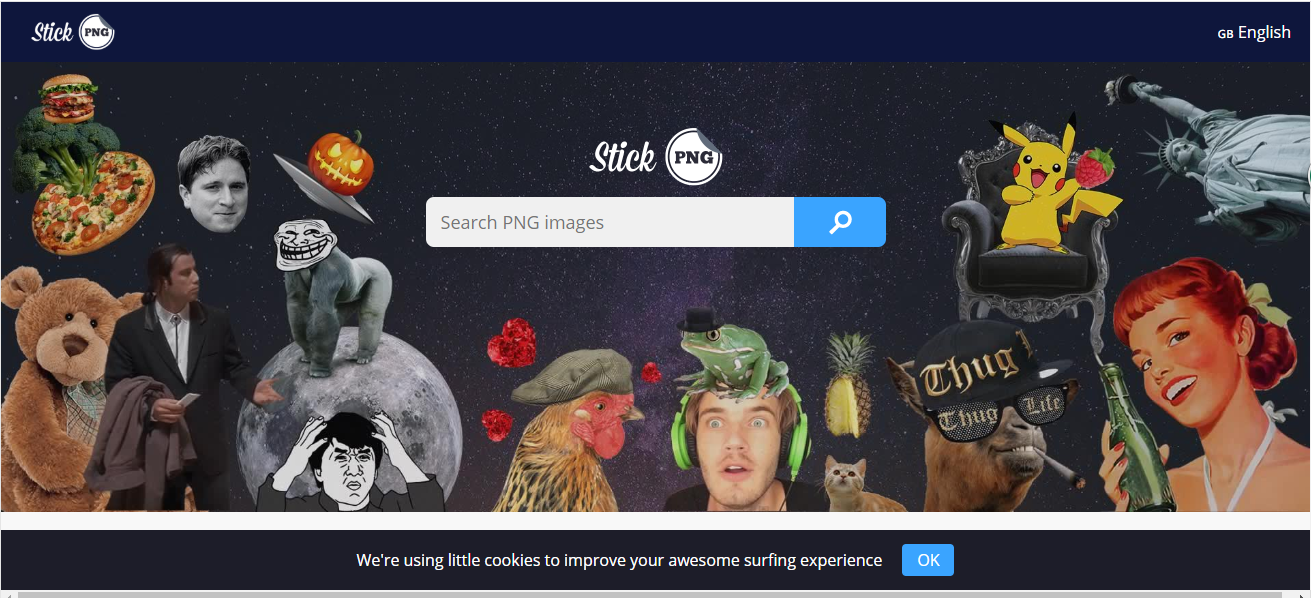 Stick PNG
GB English
Stick PNG
Search PNG images
Thug
Thug Life
We're using little cookies to improve your awesome surfing experience
OK